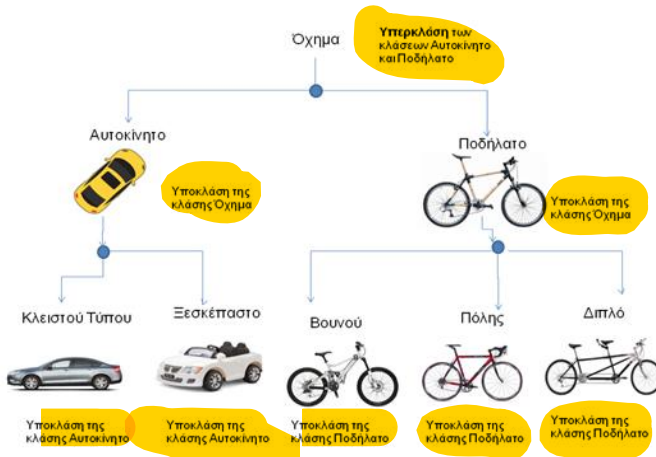 Όχημα
Υπερκλάση των
κλάσεων Αυτοκίνητο
και Ποδήλατο
Αυτοκίνητο
Ποδήλατο
Υποκλάση της
κλάσης Όχημα
Υποκλάση της
κλάσης Όχημα
Κλειστού Τύπου
Ξεσκέπαστο
Βουνού
Πόλης
Διπλό
Υποκλάση της
κλάσης Αυτοκίνητο
Υποκλάση της
κλάσης Αυτοκίνητο
Υποκλάση της
κλάσης Ποδήλατο
Υποκλάση της
κλάσης Ποδήλατο
Υποκλάση της
κλάσης Ποδήλατο